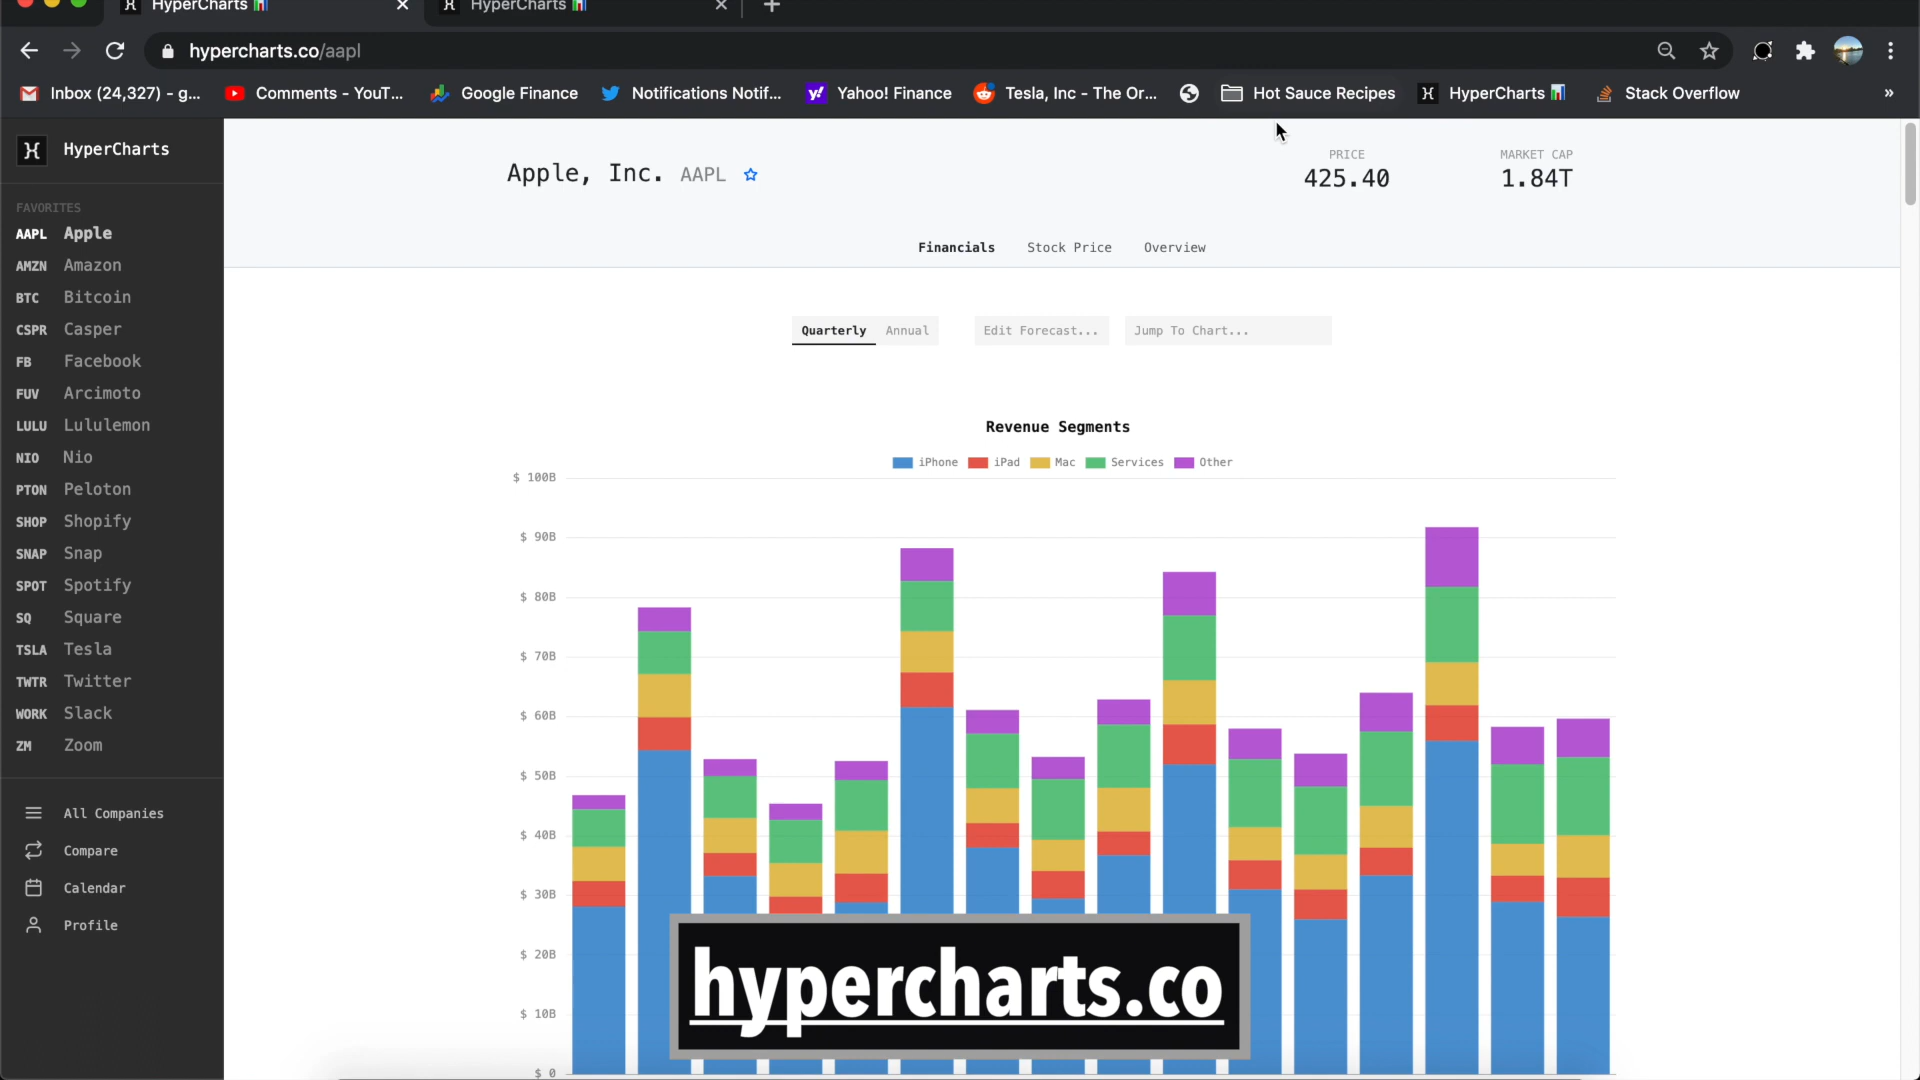 HyperCharts
HyperCharts
hypercharts.co/aapl
Inbox (24,327) - g...
Comments - YouT...
Google Finance
Notifications Notif...
Yahoo! Finance
Tesla, Inc - The Or...
Hot Sauce Recipes
HyperCharts
Stack Overflow
»
HyperCharts
FAVORITES
AAPL Apple
AMZN Amazon
BTC Bitcoin
CSPR Casper
FB Facebook
FUV Arcimoto
LULU Lululemon
NIO Nio
PTON Peloton
SHOP Shopify
SNAP Snap
SPOT Spotify
SQ Square
TSLA Tesla
TWTR Twitter
WORK Slack
ZM Zoom
All Companies
Compare
Calendar
Profile
Apple, Inc. AAPL
PRICE
425.40
MARKET CAP
1.84T
Financials Stock Price Overview
Quarterly Annual Edit Forecast... Jump To Chart...
Revenue Segments
iPhone iPad Mac Services Other
$ 100B
$ 90B
$ 80B
$ 70B
$ 60B
$ 50B
$ 40B
$ 30B
$ 20B
$ 10B
$ 0
hypercharts.co